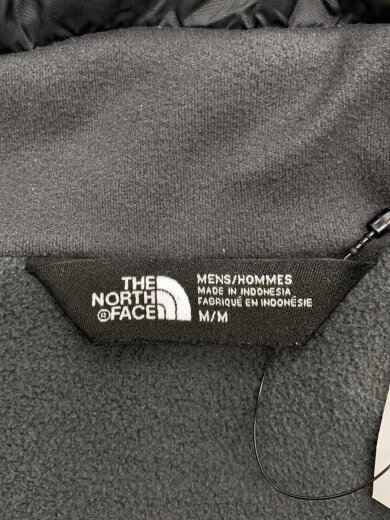 THE
NORTH
®FACE
MENS/HOMMES
MADE IN INDONESIA
FABRIQUÉ EN INDONÉSIE
M/M